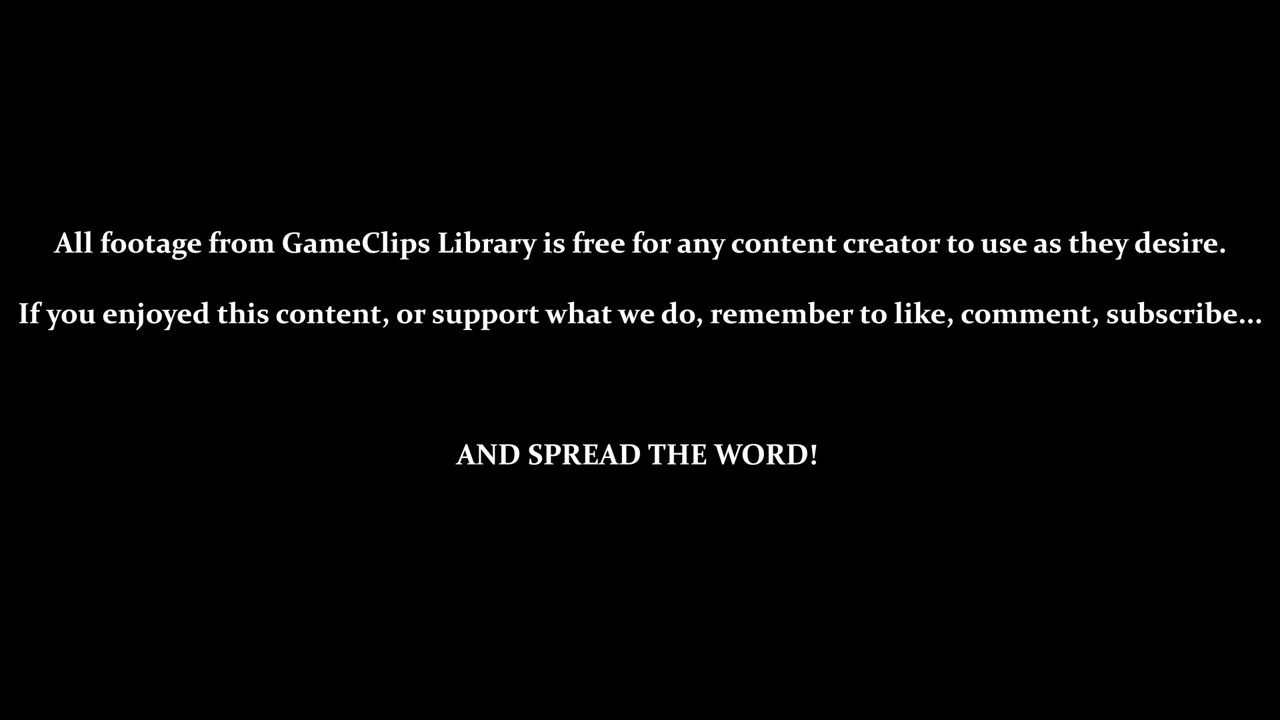 All footage from GameClips Library is free for any content creator to use as they desire.
If you enjoyed this content, or support what we do, remember to like, comment, subscribe...
AND SPREAD THE WORD!